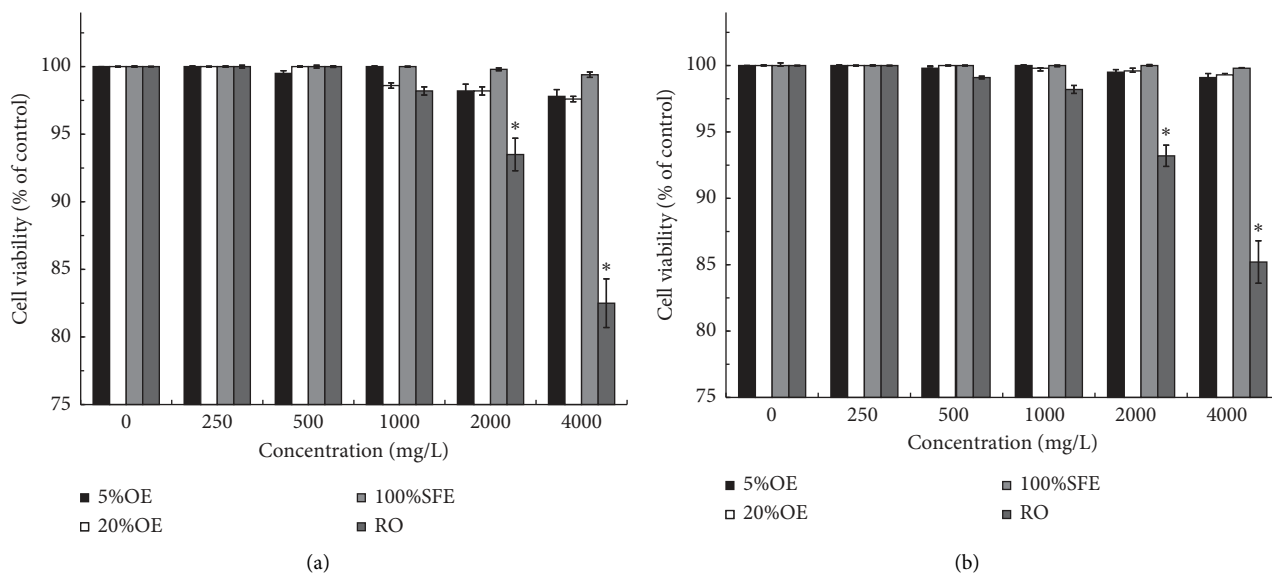 Cell viability (% of control)
100
95
90
85
80
75
*
*
0 250 500 1000 2000 4000
Concentration (mg/L)
5%OE 100%SFE
20%OE RO
(a)
Cell viability (% of control)
100
95
90
85
80
75
*
*
0 250 500 1000 2000 4000
Concentration (mg/L)
5%OE 100%SFE
20%OE RO
(b)